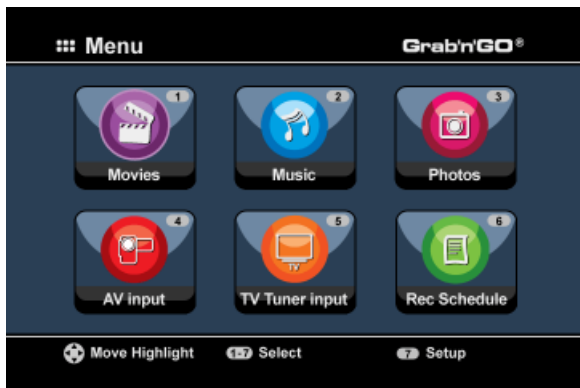 Menu
Grab'n'GO®
1
2
3
Movies
Music
Photos
4
5
6
TV
AV input
TV Tuner input
Rec Schedule
Move Highlight
1-7 Select
7 Setup